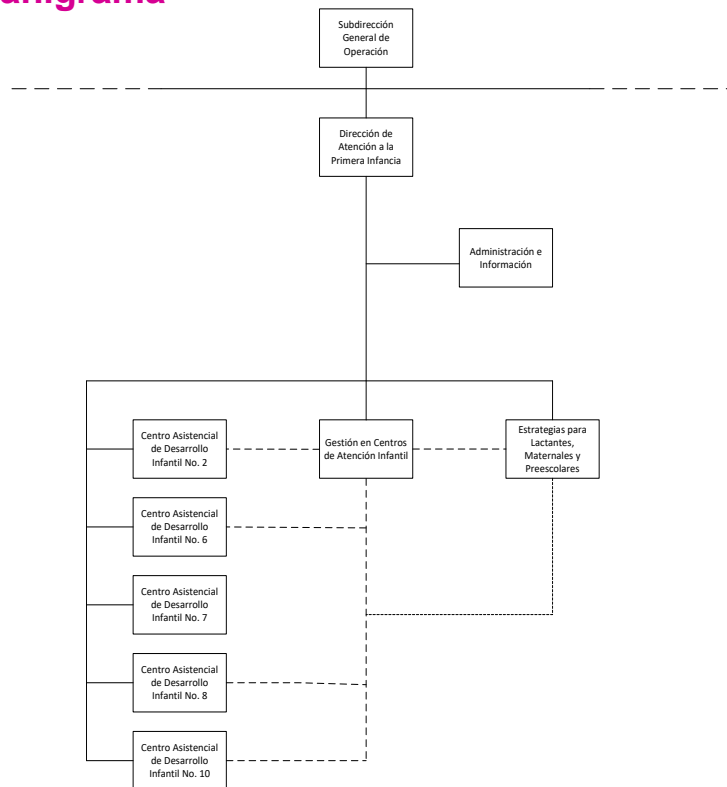 Subdirección
General de
Operación
Dirección de
Atención a la
Primera Infancia
Administración e
Información
Centro Asistencial
de Desarrollo
Infantil No. 2
Gestión en Centros
de Atención Infantil
Estrategias para
Lactantes,
Maternales y
Preescolares
Centro Asistencial
de Desarrollo
Infantil No. 6
Centro Asistencial
de Desarrollo
Infantil No. 7
Centro Asistencial
de Desarrollo
Infantil No. 8
Centro Asistencial
de Desarrollo
Infantil No. 10